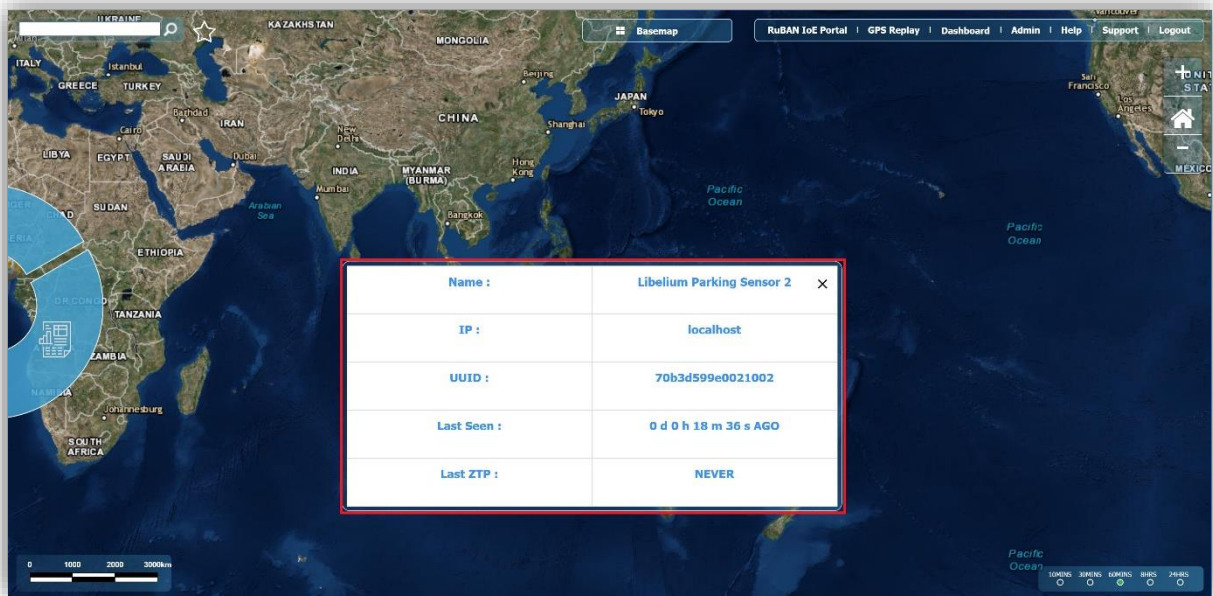 UKRAINE
KAZAKHSTAN
MONGOLIA
Basemap
RuBAN IoE Portal | GPS Replay | Dashboard | Admin | Help | Support | Logout
ITALY
Istanbul
GREECE
TURKEY
Beijing
JAPAN
Tokyo
San
Francisco
Los
Angeles
Baghdad
IRAN
CHINA
Shanghai
Cairo
New
Delhi
LIBYA
EGYPT
SAUDI
ARABIA
Dubai
INDIA
MYANMAR
(BURMA)
Hong
Kong
MEXICO
Mumbai
Pacific
Ocean
SUDAN
Arabian
Sea
Bangkok
Pacific
Ocean
ETHIOPIA
Name : Libelium Parking Sensor 2
DR CONGO
TANZANIA
IP : localhost
ZAMBIA
UUID : 70b3d599e0021002
NAMIBIA
Johannesburg
Last Seen : 0 d 0 h 18 m 36 s AGO
SOUTH
AFRICA
Last ZTP : NEVER
Pacific
Ocean
0 1000 2000 3000km
10MINS 30MINS 60MINS 8HRS 24HRS